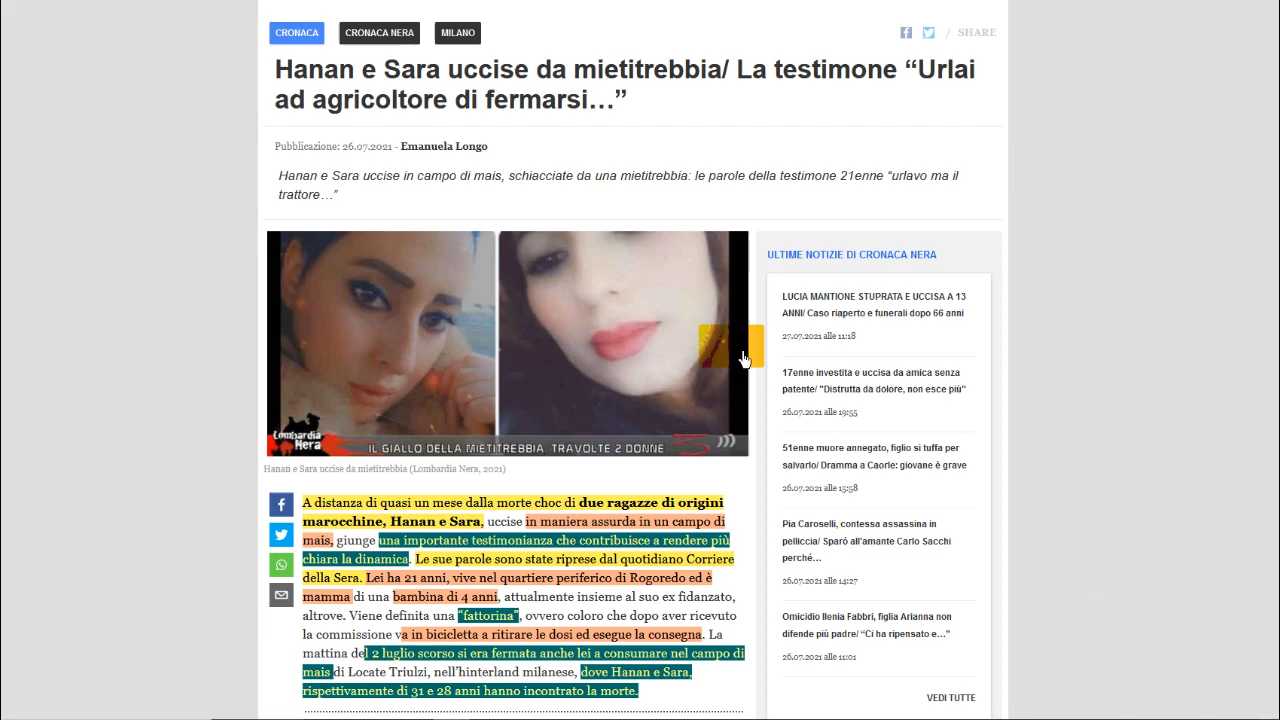 CRONACA
CRONACA NERA
MILANO
/ SHARE
Hanan e Sara uccise da mietitrebbia/ La testimone “Urlai
ad agricoltore di fermarsi…”
Pubblicazione: 26.07.2021 - Emanuela Longo
Hanan e Sara uccise in campo di mais, schiacciate da una mietitrebbia: le parole della testimone 21enne “urlavo ma il
trattore…”
Lombardia
Nera
IL GIALLO DELLA MIETITREBBIA. TRAVOLTE 2 DONNE
Hanan e Sara uccise da mietitrebbia (Lombardia Nera, 2021)
A distanza di quasi un mese dalla morte choc di due ragazze di origini
marocchine, Hanan e Sara, uccise in maniera assurda in un campo di
mais, giunge una importante testimonianza che contribuisce a rendere più
chiara la dinamica. Le sue parole sono state riprese dal quotidiano Corriere
della Sera. Lei ha 21 anni, vive nel quartiere periferico di Rogoredo ed è
mamma di una bambina di 4 anni, attualmente insieme al suo ex fidanzato,
altrove. Viene definita una “fattorina”, ovvero coloro che dopo aver ricevuto
la commissione va in bicicletta a ritirare le dosi ed esegue la consegna. La
mattina del 2 luglio scorso si era fermata anche lei a consumare nel campo di
mais di Locate Triulzi, nell’hinterland milanese, dove Hanan e Sara,
rispettivamente di 31 e 28 anni hanno incontrato la morte.
ULTIME NOTIZIE DI CRONACA NERA
LUCIA MANTIONE STUPRATA E UCCISA A 13
ANNI/ Caso riaperto e funerali dopo 66 anni
27.07.2021 alle 11:18
17enne investita e uccisa da amica senza
patente/ "Distrutta da dolore, non esce più"
26.07.2021 alle 19:55
51enne muore annegato, figlio si tuffa per
salvarlo/ Dramma a Caorle: giovane è grave
26.07.2021 alle 15:58
Pia Caroselli, contessa assassina in
pelliccia/ Sparò all'amante Carlo Sacchi
perché…
26.07.2021 alle 14:27
Omicidio Ilenia Fabbri, figlia Arianna non
difende più padre/ “Ci ha ripensato e…”
26.07.2021 alle 11:01
VEDI TUTTE